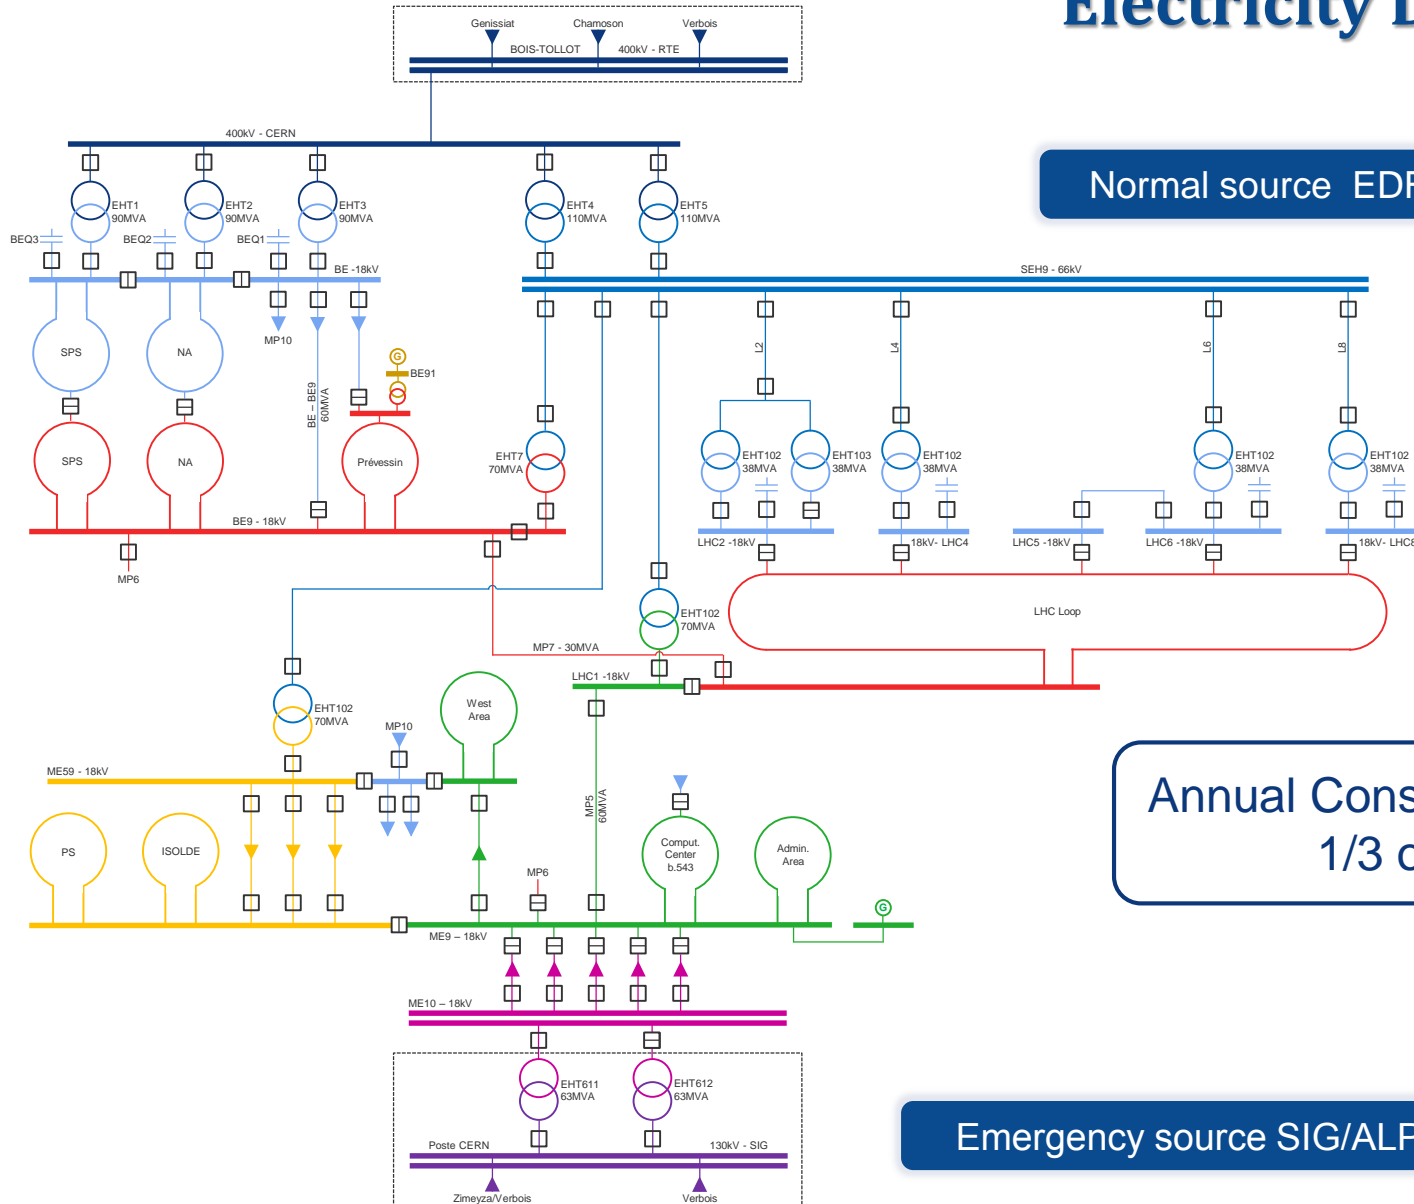 Electricity D
Genissiat
Chamoson
Verbois
BOIS-TOLLOT
400kV - RTE
400kV - CERN
Normal source EDF
EHT1
90MVA
EHT2
90MVA
EHT3
90MVA
EHT4
110MVA
EHT5
110MVA
BEQ3
BEQ2
BEQ1
BE -18kV
SEH9 - 66kV
MP10
SPS
NA
G
BE91
BE – BE9
60MVA
L2
L4
L6
L8
SPS
NA
Prévessin
EHT7
70MVA
EHT102
38MVA
EHT103
38MVA
EHT102
38MVA
EHT102
38MVA
EHT102
38MVA
BE9 - 18kV
LHC2 -18kV
18kV- LHC4
LHC5 -18kV
LHC6 -18kV
18kV- LHC8
MP6
EHT102
70MVA
LHC Loop
MP7 - 30MVA
LHC1 -18kV
EHT102
70MVA
West
Area
MP10
ME59 - 18kV
MP5
60MVA
Annual Cons
1/3 o
PS
ISOLDE
Comput.
Center
b.543
Admin.
Area
MP6
G
ME9 – 18kV
ME10 – 18kV
EHT611
63MVA
EHT612
63MVA
Emergency source SIG/ALP
Poste CERN
130kV - SIG
Zimeyza/Verbois
Verbois